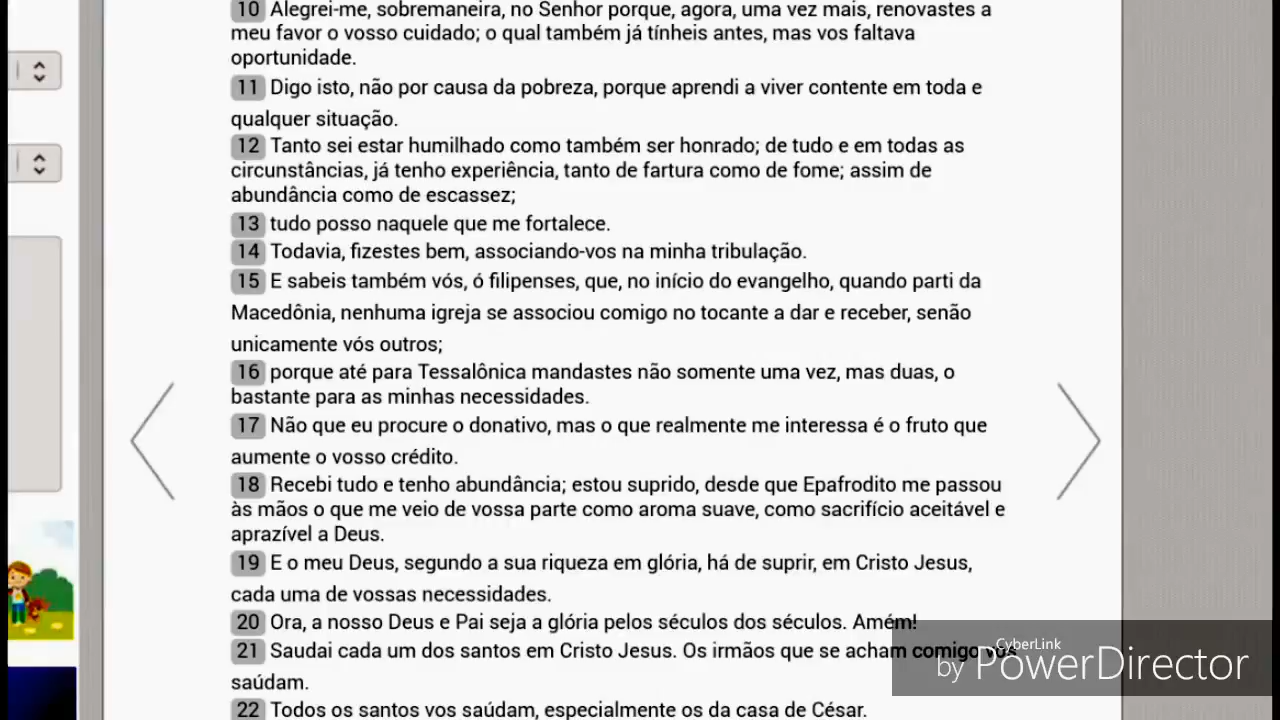 10 Alegrei-me, sobremaneira, no Senhor porque, agora, uma vez mais, renovastes a
meu favor o vosso cuidado; o qual também já tínheis antes, mas vos faltava
oportunidade.
11 Digo isto, não por causa da pobreza, porque aprendi a viver contente em toda e
qualquer situação.
12 Tanto sei estar humilhado como também ser honrado; de tudo e em todas as
circunstâncias, já tenho experiência, tanto de fartura como de fome; assim de
abundância como de escassez;
13 tudo posso naquele que me fortalece.
14 Todavia, fizestes bem, associando-vos na minha tribulação.
15 E sabeis também vós, ó filipenses, que, no início do evangelho, quando parti da
Macedônia, nenhuma igreja se associou comigo no tocante a dar e receber, senão
unicamente vós outros;
16 porque até para Tessalônica mandastes não somente uma vez, mas duas, o
bastante para as minhas necessidades.
17 Não que eu procure o donativo, mas o que realmente me interessa é o fruto que
aumente o vosso crédito.
18 Recebi tudo e tenho abundância; estou suprido, desde que Epafrodito me passou
às mãos o que me veio de vossa parte como aroma suave, como sacrifício aceitável e
aprazível a Deus.
19 E o meu Deus, segundo a sua riqueza em glória, há de suprir, em Cristo Jesus,
cada uma de vossas necessidades.
20 Ora, a nosso Deus e Pai seja a glória pelos séculos dos séculos. Amém!
21 Saudai cada um dos santos em Cristo Jesus. Os irmãos que se acham comigo vos
saúdam.
22 Todos os santos vos saúdam, especialmente os da casa de César.
CyberLink
by PowerDirector